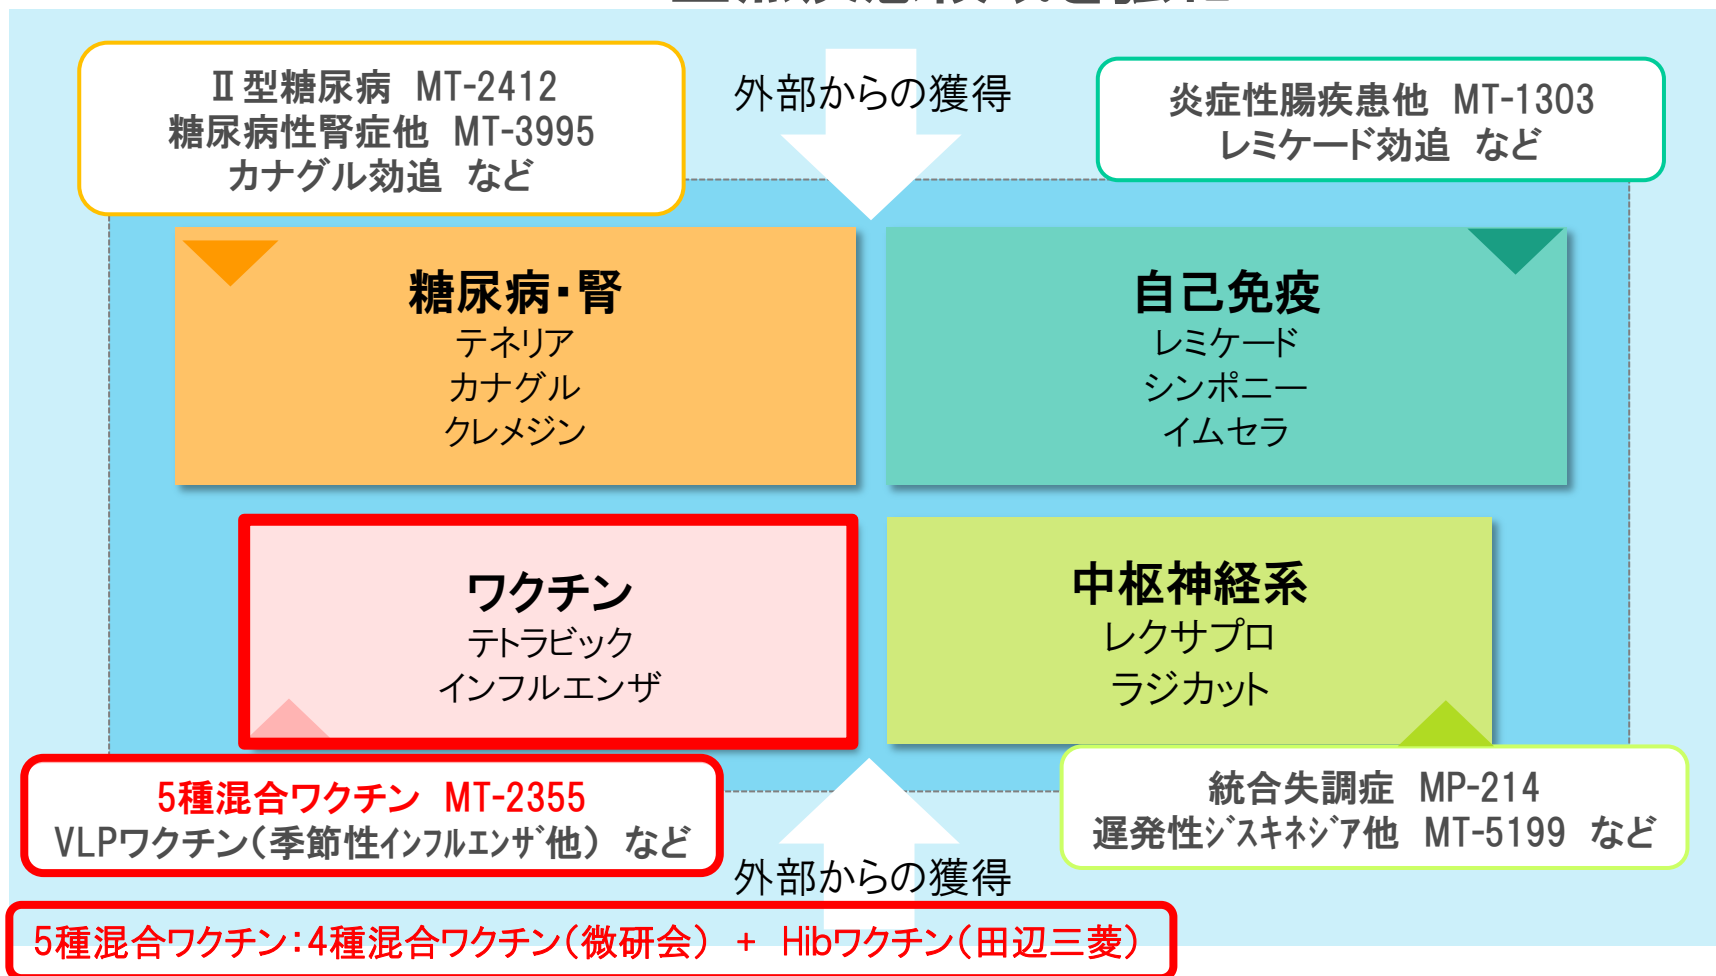 Ⅱ型糖尿病 MT-2412
糖尿病性腎症他 MT-3995
カナグル効追 など
外部からの獲得
炎症性腸疾患他 MT-1303
レミケード効追 など
糖尿病・腎
テネリア
カナグル
クレメジン
自己免疫
レミケード
シンポニー
イムセラ
ワクチン
テトラビック
インフルエンザ
中枢神経系
レクサプロ
ラジカット
5種混合ワクチン MT-2355
VLPワクチン(季節性ｲﾝﾌﾙｴﾝｻﾞ他) など
統合失調症 MP-214
遅発性ｼﾞｽｷﾈｼﾞｱ他 MT-5199 など
外部からの獲得
5種混合ワクチン:4種混合ワクチン(微研会) + Hibワクチン(田辺三菱)